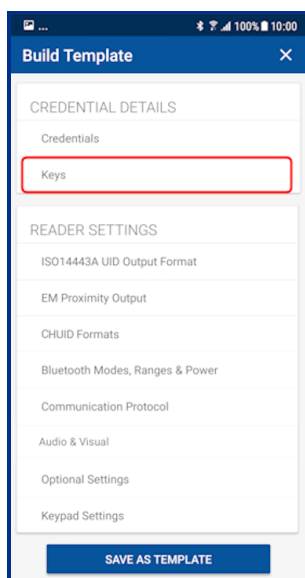 ... 100% 10:00
Build Template ×
CREDENTIAL DETAILS
Credentials
Keys
READER SETTINGS
ISO14443A UID Output Format
EM Proximity Output
CHUID Formats
Bluetooth Modes, Ranges & Power
Communication Protocol
Audio & Visual
Optional Settings
Keypad Settings
SAVE AS TEMPLATE